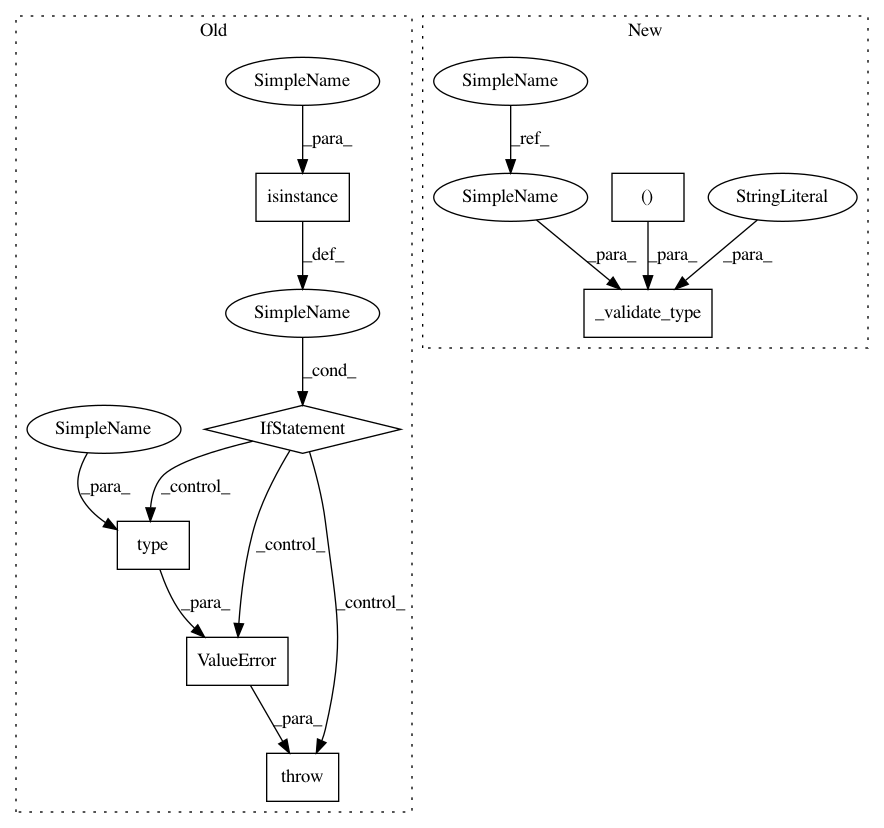 Old
New
SimpleName
SimpleName
_para_
_ref_
isinstance
SimpleName
()
StringLiteral
_def_
_para_
_para_
_para_
SimpleName
_validate_type
_cond_
SimpleName
IfStatement
_para_
_control_
type
_control_
_para_
_control_
ValueError
_para_
throw